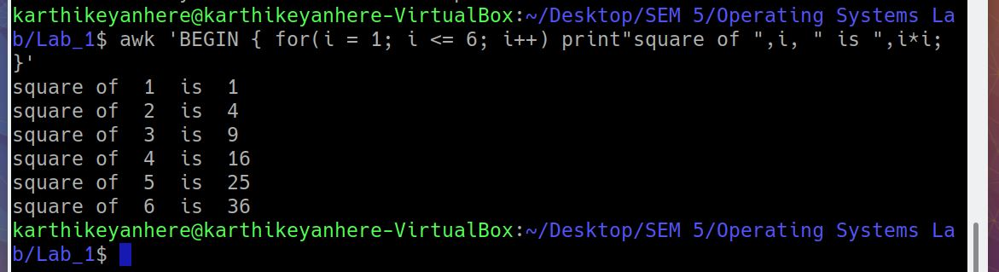 karthikeyanhere@karthikeyanhere-VirtualBox:~/Desktop/SEM 5/Operating Systems La
b/Lab_1$ awk 'BEGIN { for(i = 1; i <= 6; i++) print"square of ",i, " is ",i*i;
}'
square of  1  is  1
square of  2  is  4
square of  3  is  9
square of  4  is  16
square of  5  is  25
square of  6  is  36
karthikeyanhere@karthikeyanhere-VirtualBox:~/Desktop/SEM 5/Operating Systems La
b/Lab_1$